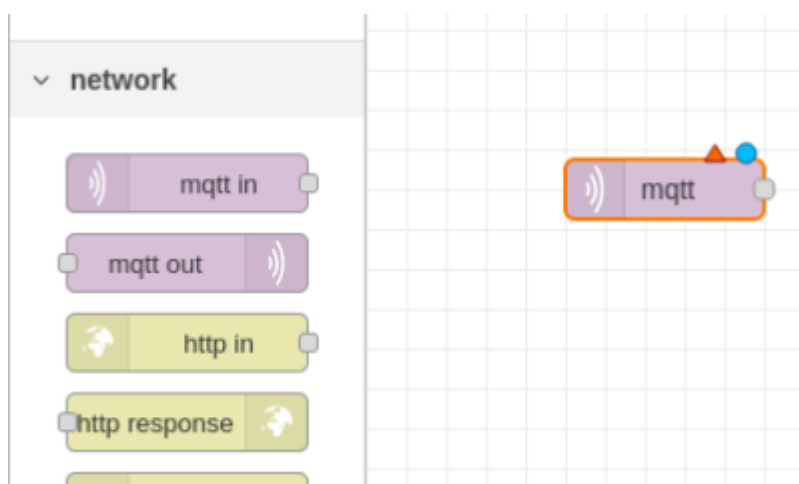 network
mqtt in
mqtt
mqtt out
http in
http response